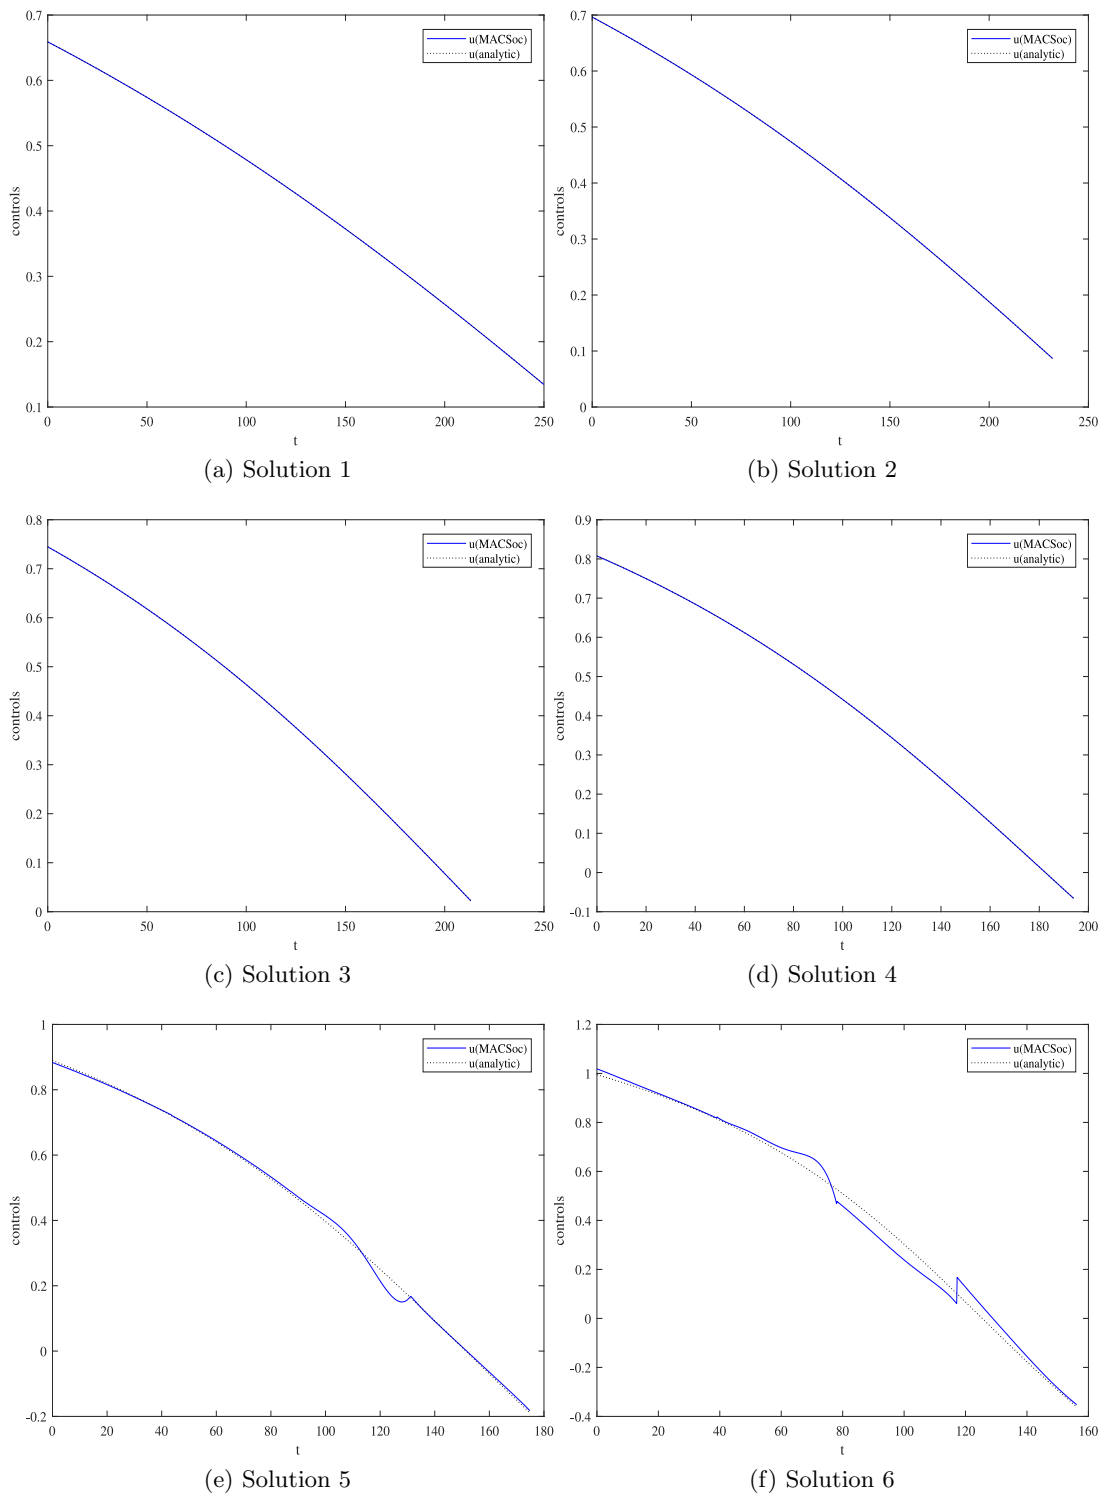 0.7
0.6
0.5
0.4
0.3
0.2
0.1
controls
u(MACSoc)
u(analytic)
0 50 100 150 200 250
t
(a) Solution 1
0.7
0.6
0.5
0.4
0.3
0.2
0.1
0
controls
u(MACSoc)
u(analytic)
0 50 100 150 200 250
t
(b) Solution 2
0.8
0.7
0.6
0.5
0.4
0.3
0.2
0.1
0
controls
u(MACSoc)
u(analytic)
0 50 100 150 200 250
t
(c) Solution 3
0.9
0.8
0.7
0.6
0.5
0.4
0.3
0.2
0.1
0
-0.1
controls
u(MACSoc)
u(analytic)
0 20 40 60 80 100 120 140 160 180 200
t
(d) Solution 4
1
0.8
0.6
0.4
0.2
0
-0.2
controls
u(MACSoc)
u(analytic)
0 20 40 60 80 100 120 140 160 180
t
(e) Solution 5
1.2
1
0.8
0.6
0.4
0.2
0
-0.2
-0.4
controls
u(MACSoc)
u(analytic)
0 20 40 60 80 100 120 140 160
t
(f) Solution 6